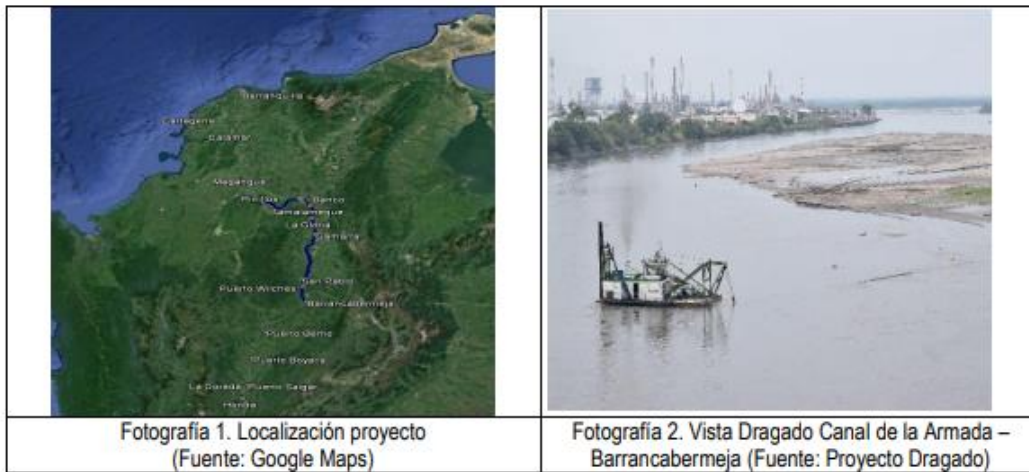 Barranquilla
Cartagena
Calamar
Magangue
Pinillos
El Banco
Tamalameque
La Gloria
Gamarra
San Pablo
Puerto Wilches
Barrancabermeja
Puerto Berrio
Puerto Boyaca
La Dorada
Puerto Salgar
Honda
Fotografía 1. Localización proyecto
(Fuente: Google Maps)
Fotografía 2. Vista Dragado Canal de la Armada –
Barrancabermeja (Fuente: Proyecto Dragado)